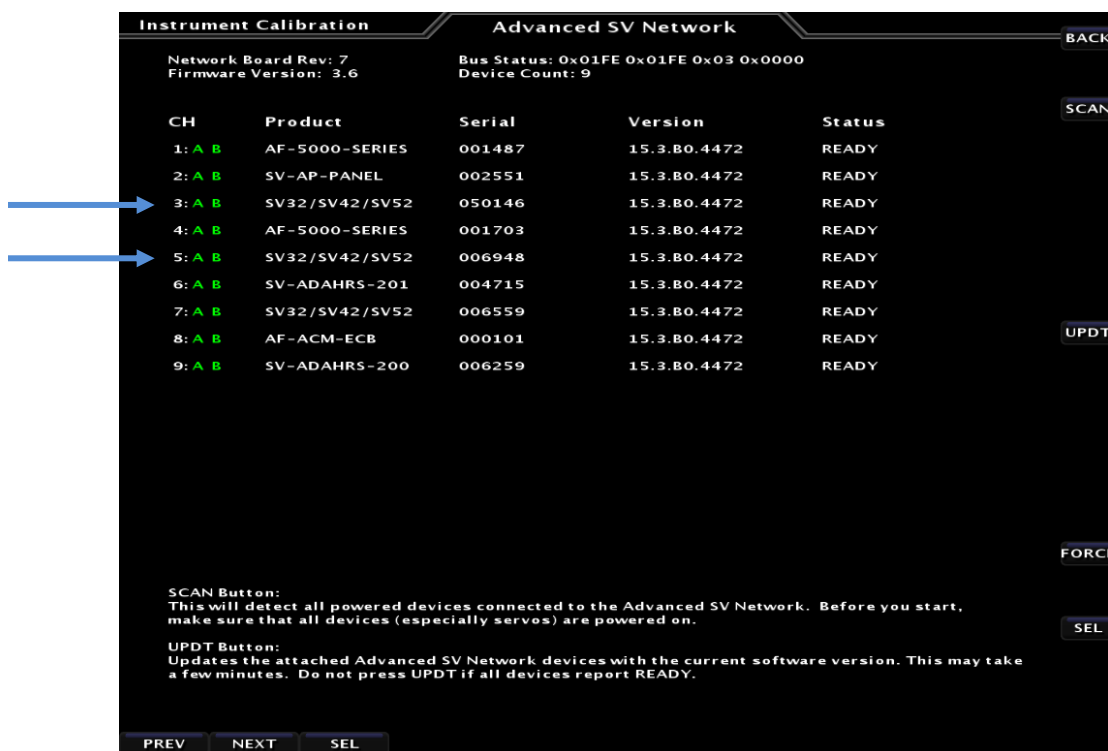 Instrument Calibration
Advanced SV Network
BACK
Network Board Rev: 7
Bus Status: 0x01FE 0x01FE 0x03 0x0000
Firmware Version: 3.6
Device Count: 9
SCAN
CH Product Serial Version Status
1: A B AF-5000-SERIES 001487 15.3.B0.4472 READY
2: A B SV-AP-PANEL 002551 15.3.B0.4472 READY
3: A B SV32/SV42/SV52 050146 15.3.B0.4472 READY
4: A B AF-5000-SERIES 001703 15.3.B0.4472 READY
5: A B SV32/SV42/SV52 006948 15.3.B0.4472 READY
6: A B SV-ADAHRS-201 004715 15.3.B0.4472 READY
7: A B SV32/SV42/SV52 006559 15.3.B0.4472 READY
8: A B AF-ACM-ECB 000101 15.3.B0.4472 READY
UPDT
9: A B SV-ADAHRS-200 006259 15.3.B0.4472 READY
FORC
SCAN Button:
This will detect all powered devices connected to the Advanced SV Network. Before you start,
make sure that all devices (especially servos) are powered on.
SEL
UPDT Button:
Updates the attached Advanced SV Network devices with the current software version. This may take
a few minutes. Do not press UPDT if all devices report READY.
PREV NEXT SEL